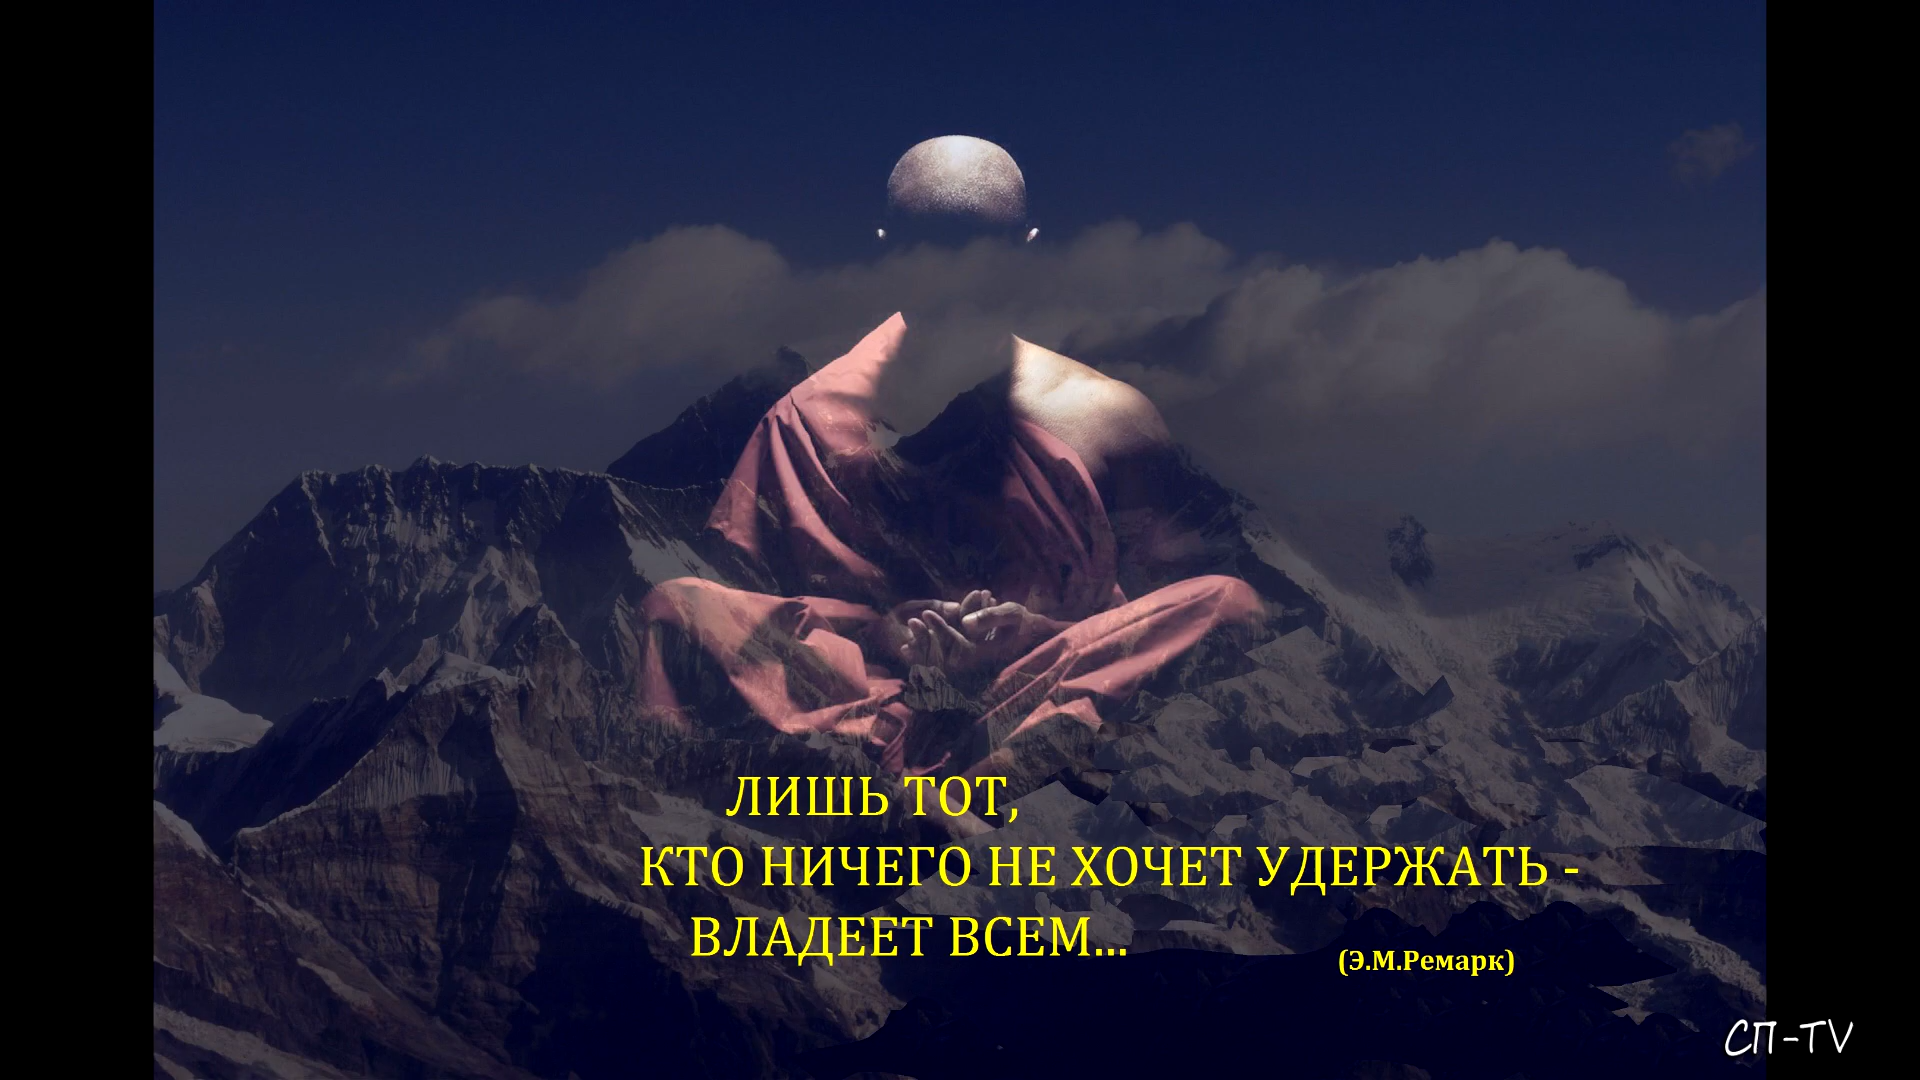 ЛИШЬ ТОТ,
КТО НИЧЕГО НЕ ХОЧЕТ УДЕРЖАТЬ -
ВЛАДЕЕТ ВСЕМ...
(Э.М.Ремарк)
СП-TV